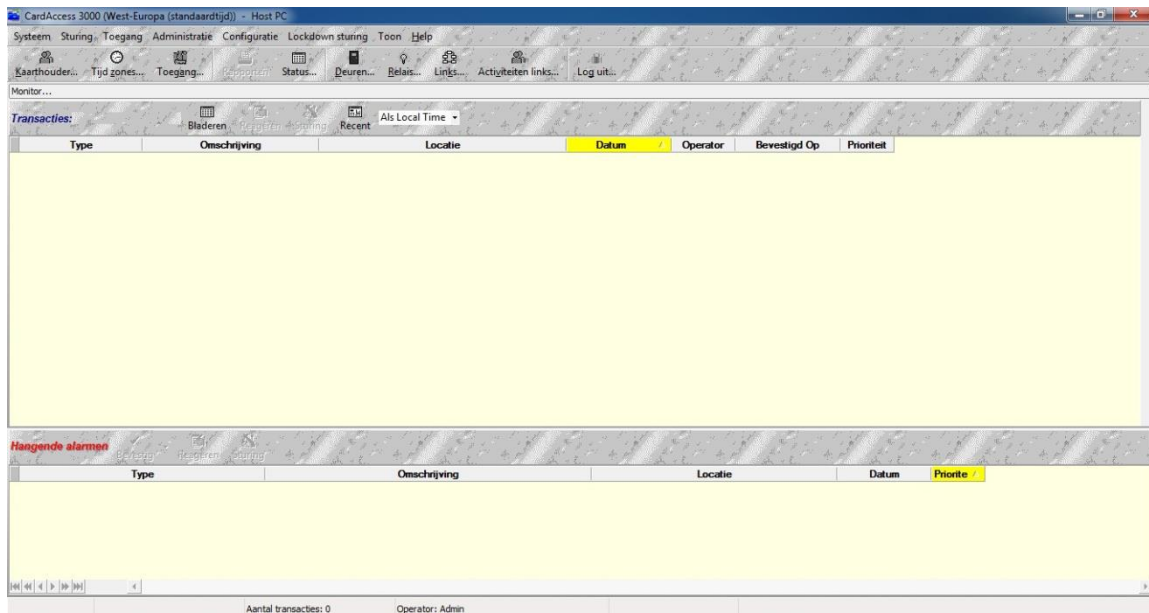 CardAccess 3000 (West-Europa (standaardtijd)) - Host PC
Systeem Sturing Toegang Administratie Configuratie Lockdown sturing Toon Help
Kaarthouder... Tijd zones... Toegang... Rapporten Status... Deuren... Relais... Links... Activiteiten links... Log uit...
Monitor...
Transacties: Bladeren Reageren Sturing Recent Als Local Time
Type Omschrijving Locatie Datum Operator Bevestigd Op Prioriteit
Hangende alarmen Bevestig Reageren Sturing
Type Omschrijving Locatie Datum Priorite
Aantal transacties: 0 Operator: Admin